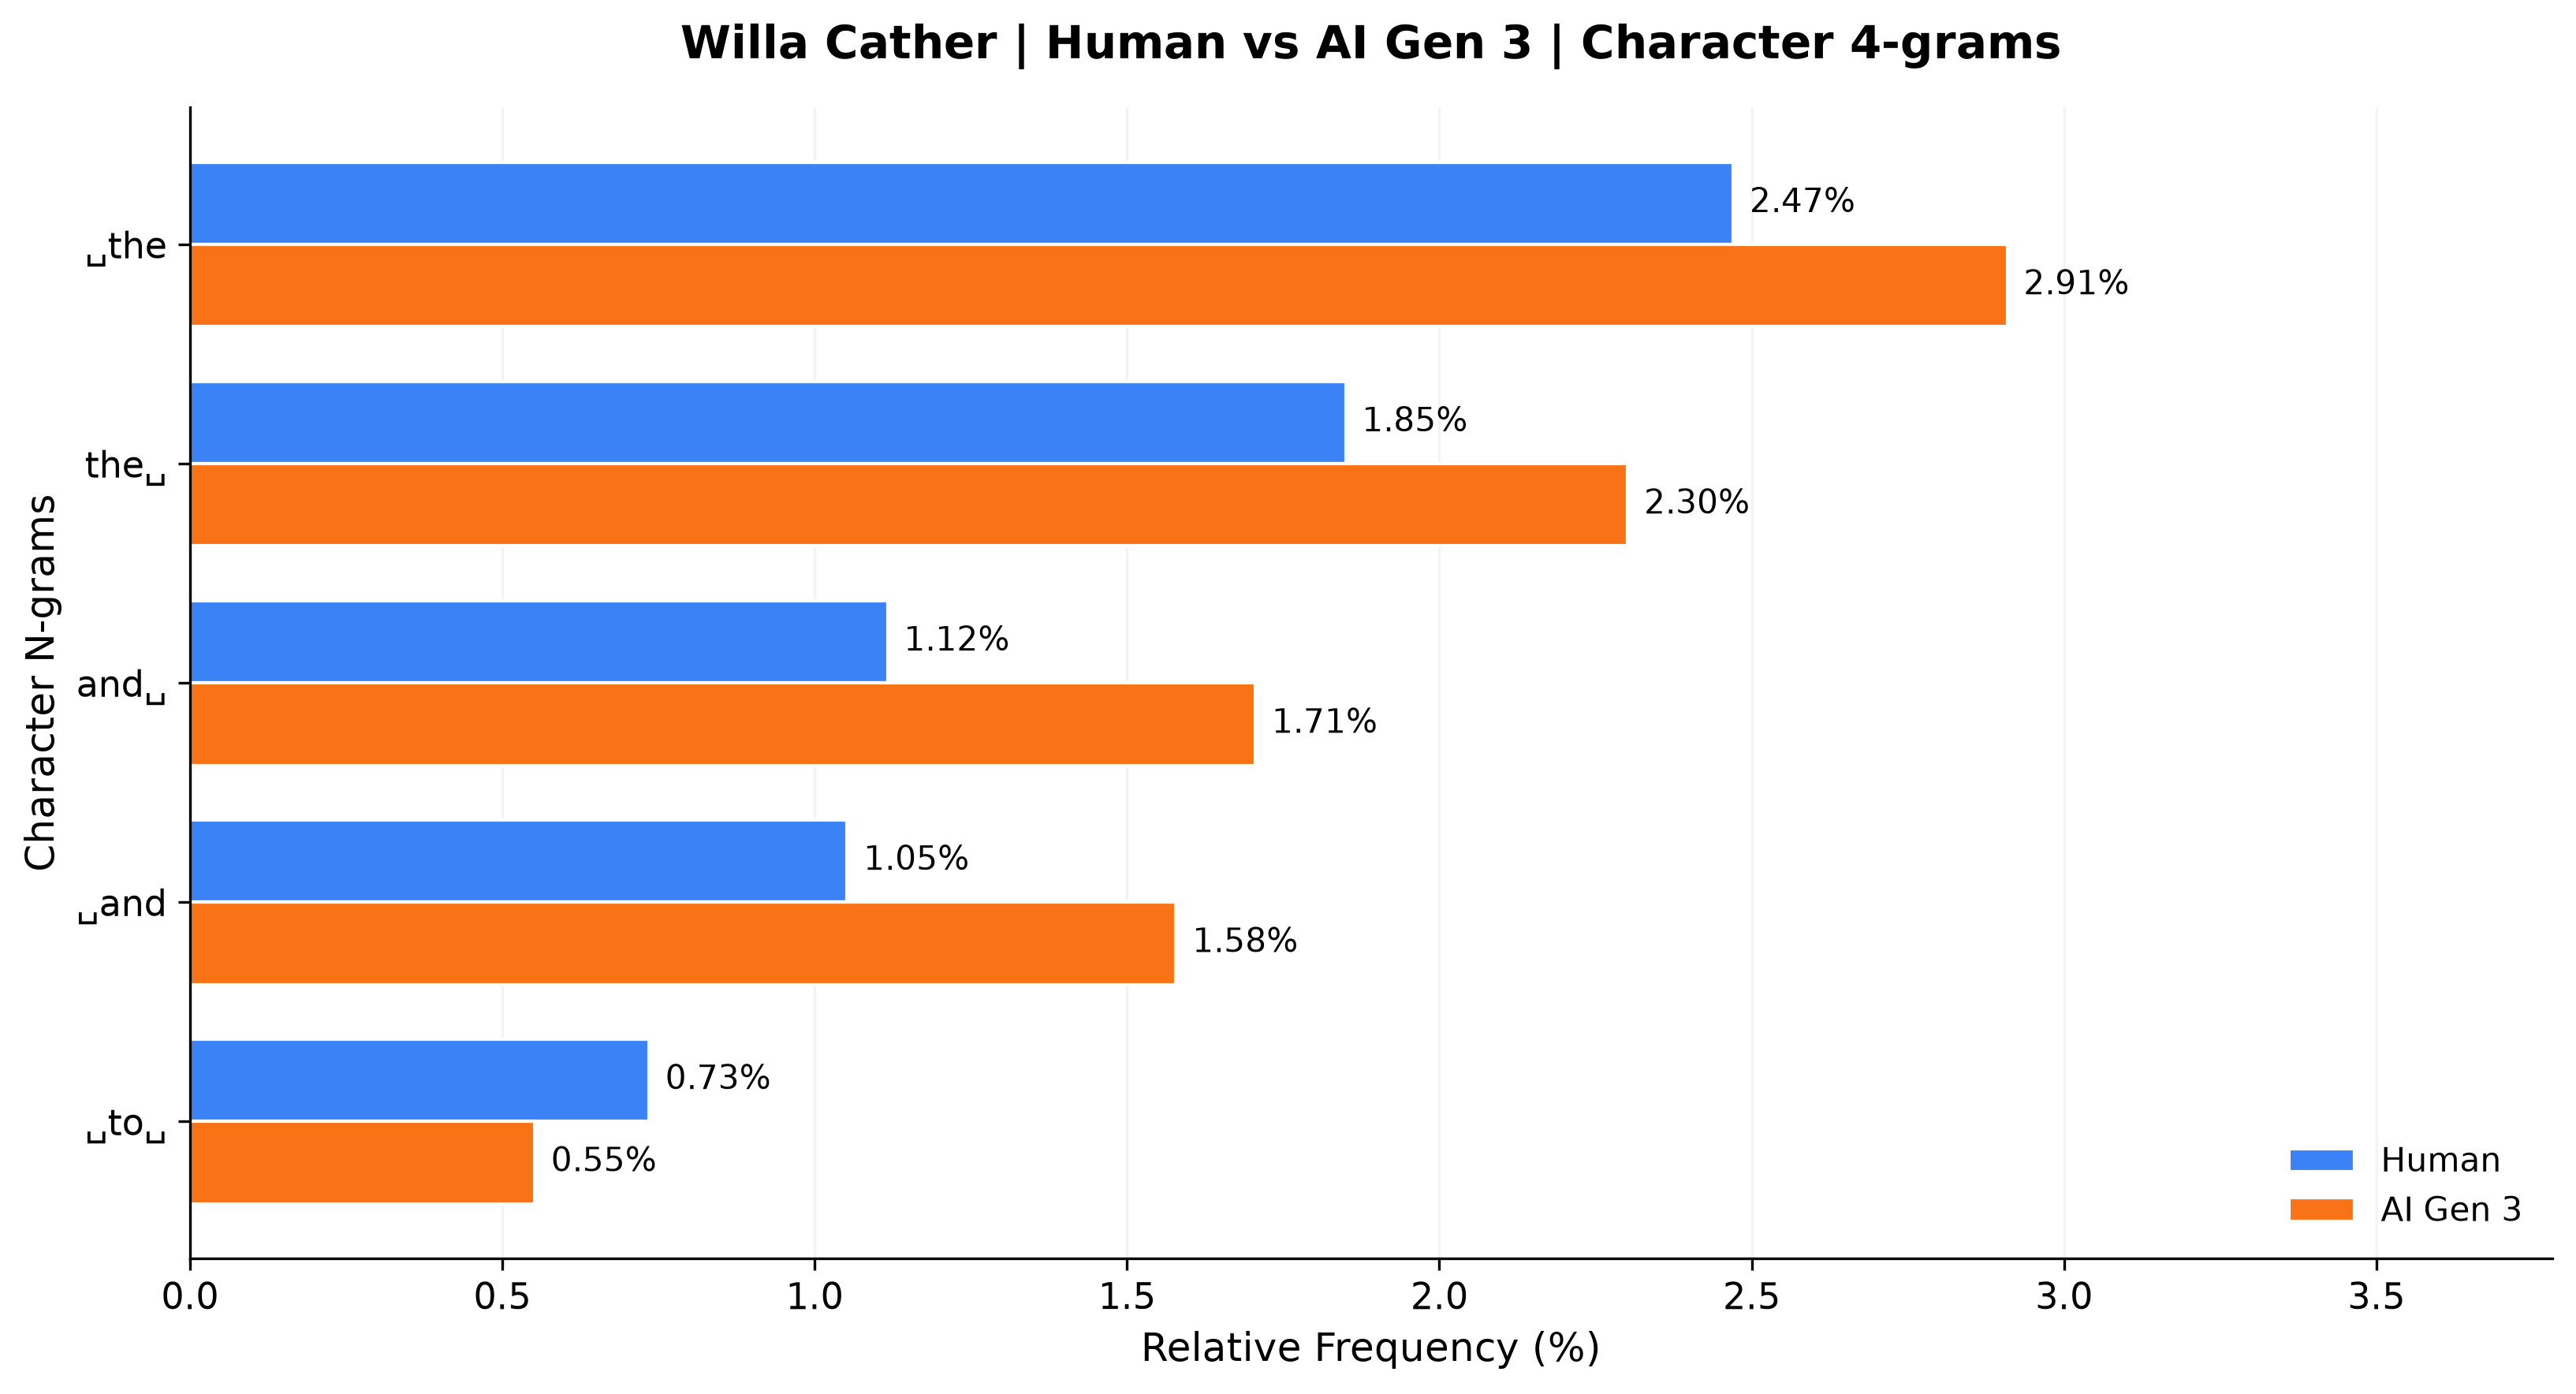 Willa Cather | Human vs AI Gen 3 | Character 4-grams
Character N-grams
␣the
2.47%
2.91%
the␣
1.85%
2.30%
and␣
1.12%
1.71%
␣and
1.05%
1.58%
␣to␣
0.73%
0.55%
Human
AI Gen 3
0.0 0.5 1.0 1.5 2.0 2.5 3.0 3.5
Relative Frequency (%)